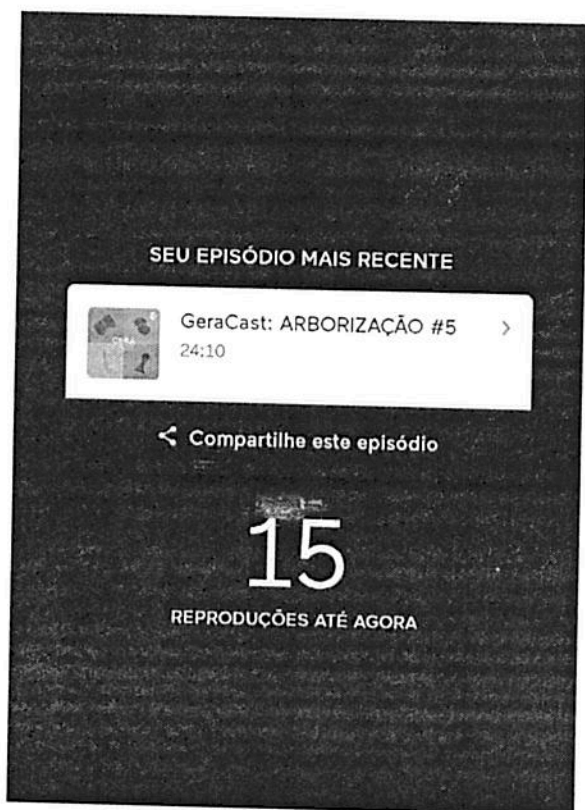 SEU EPISÓDIO MAIS RECENTE
GeraCast: ARBORIZAÇÃO #5
24:10
Compartilhe este episódio
15
REPRODUÇÕES ATÉ AGORA